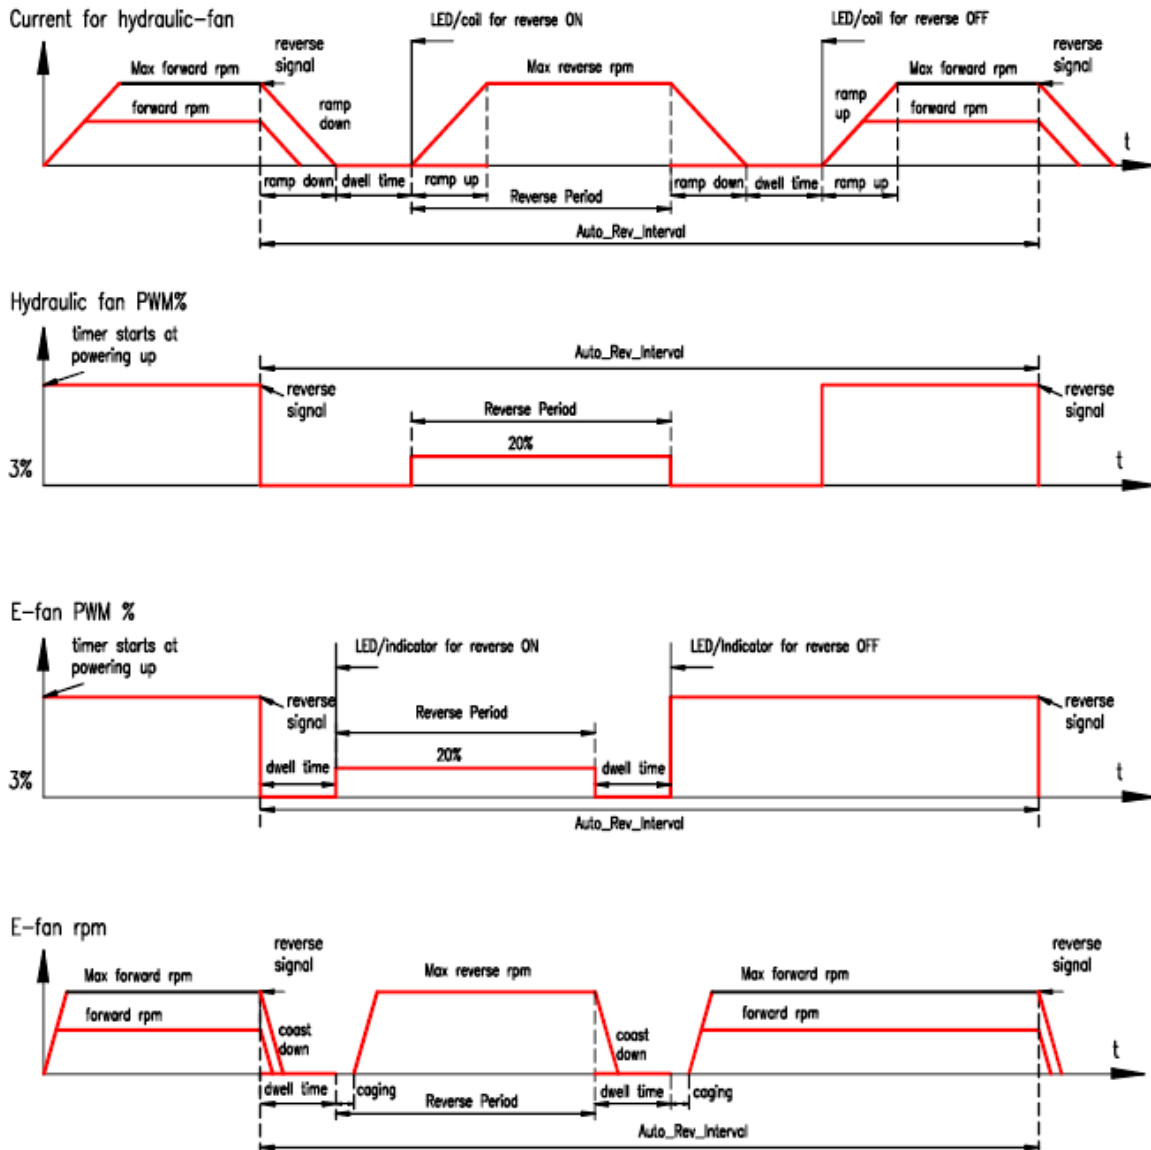 Current for hydraulic-fan
LED/coil for reverse ON
LED/coil for reverse OFF
reverse
signal
reverse
signal
Max forward rpm
Max reverse rpm
Max forward rpm
forward rpm
ramp
down
ramp
up
forward rpm
t
ramp down
dwell time
ramp up
ramp down
dwell time
ramp up
Reverse Period
Auto_Rev_Interval
Hydraulic fan PWM%
timer starts at
powering up
Auto_Rev_Interval
reverse
signal
Reverse Period
reverse
signal
20%
3%
t
E-fan PWM %
timer starts at
powering up
LED/indicator for reverse ON
LED/Indicator for reverse OFF
reverse
signal
Reverse Period
reverse
signal
20%
dwell time
dwell time
3%
t
Auto_Rev_Interval
E-fan rpm
reverse
signal
reverse
signal
Max forward rpm
Max reverse rpm
Max forward rpm
forward rpm
forward rpm
coast
down
coast
down
t
dwell time
caging
dwell time
caging
Reverse Period
Auto_Rev_Interval